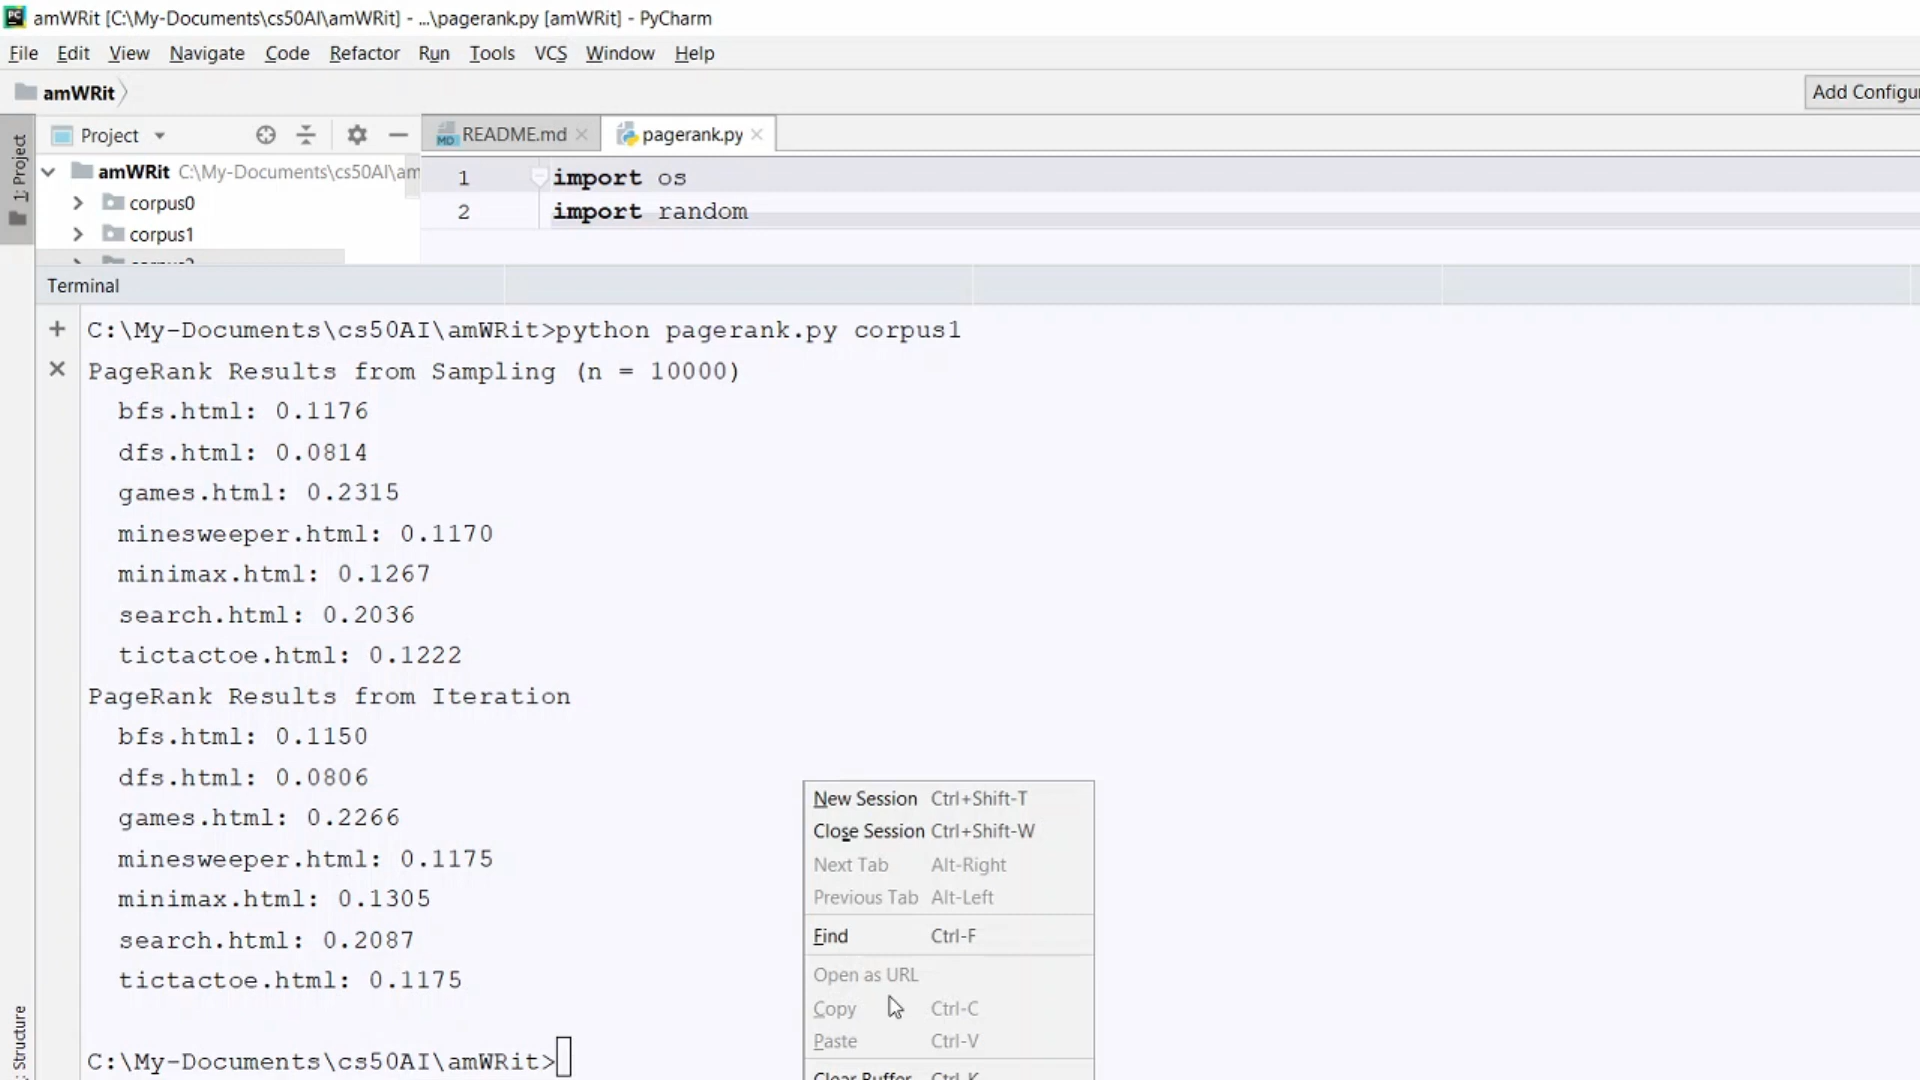 amWRit [C:\My-Documents\cs50AI\amWRit] - ...\pagerank.py [amWRit] - PyCharm
File Edit View Navigate Code Refactor Run Tools VCS Window Help
amWRit
Add Configur
1: Project
Project
README.md
pagerank.py
amWRit C:\My-Documents\cs50AI\am
corpus0
corpus1
1 import os
2 import random
Terminal
C:\My-Documents\cs50AI\amWRit>python pagerank.py corpus1
PageRank Results from Sampling (n = 10000)
bfs.html: 0.1176
dfs.html: 0.0814
games.html: 0.2315
minesweeper.html: 0.1170
minimax.html: 0.1267
search.html: 0.2036
tictactoe.html: 0.1222
PageRank Results from Iteration
bfs.html: 0.1150
dfs.html: 0.0806
games.html: 0.2266
minesweeper.html: 0.1175
minimax.html: 0.1305
search.html: 0.2087
tictactoe.html: 0.1175
C:\My-Documents\cs50AI\amWRit>
New Session Ctrl+Shift-T
Close Session Ctrl+Shift-W
Next Tab Alt-Right
Previous Tab Alt-Left
Find Ctrl-F
Open as URL
Copy Ctrl-C
Paste Ctrl-V
Clear Buffer Ctrl-K
Structure